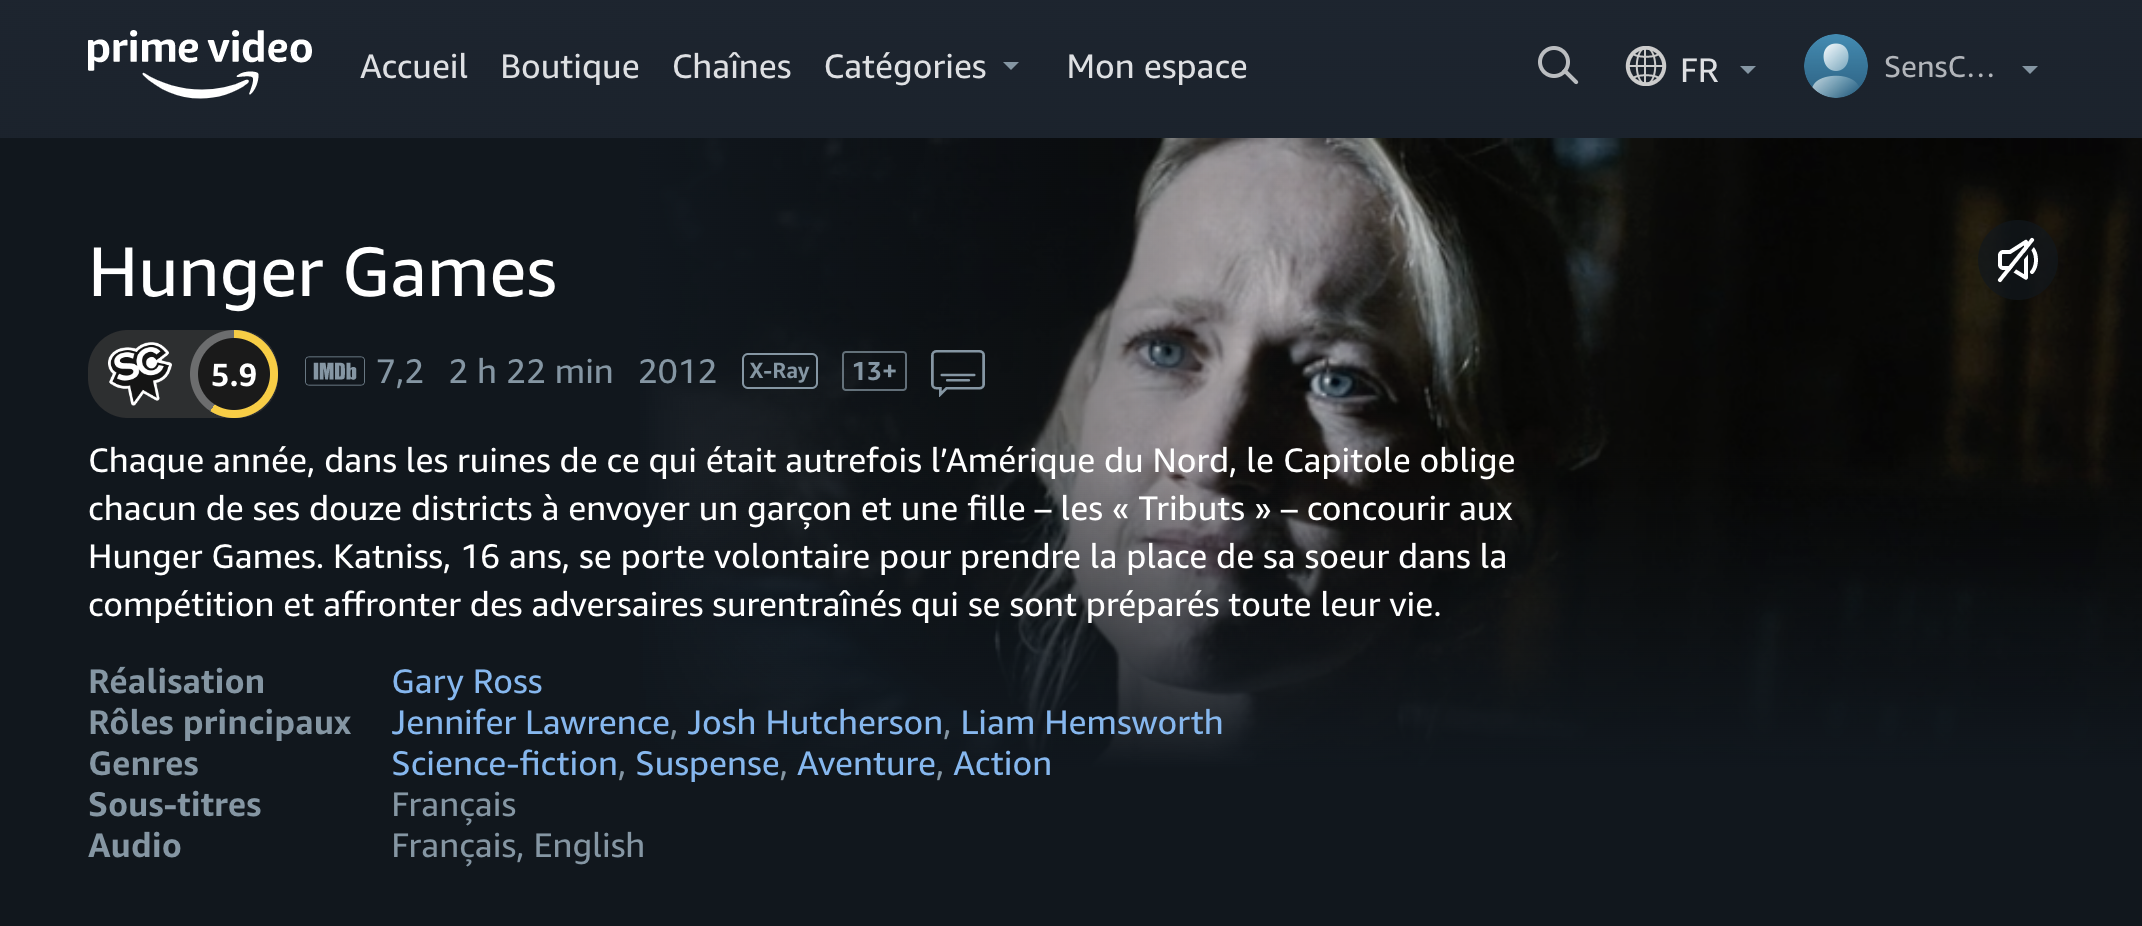 prime video
Accueil Boutique Chaînes Catégories Mon espace
FR SensC...
Hunger Games
SC 5.9 IMDb 7,2 2 h 22 min 2012 X-Ray 13+
Chaque année, dans les ruines de ce qui était autrefois l’Amérique du Nord, le Capitole oblige
chacun de ses douze districts à envoyer un garçon et une fille – les « Tributs » – concourir aux
Hunger Games. Katniss, 16 ans, se porte volontaire pour prendre la place de sa soeur dans la
compétition et affronter des adversaires surentraînés qui se sont préparés toute leur vie.
Réalisation Gary Ross
Rôles principaux Jennifer Lawrence, Josh Hutcherson, Liam Hemsworth
Genres Science-fiction, Suspense, Aventure, Action
Sous-titres Français
Audio Français, English